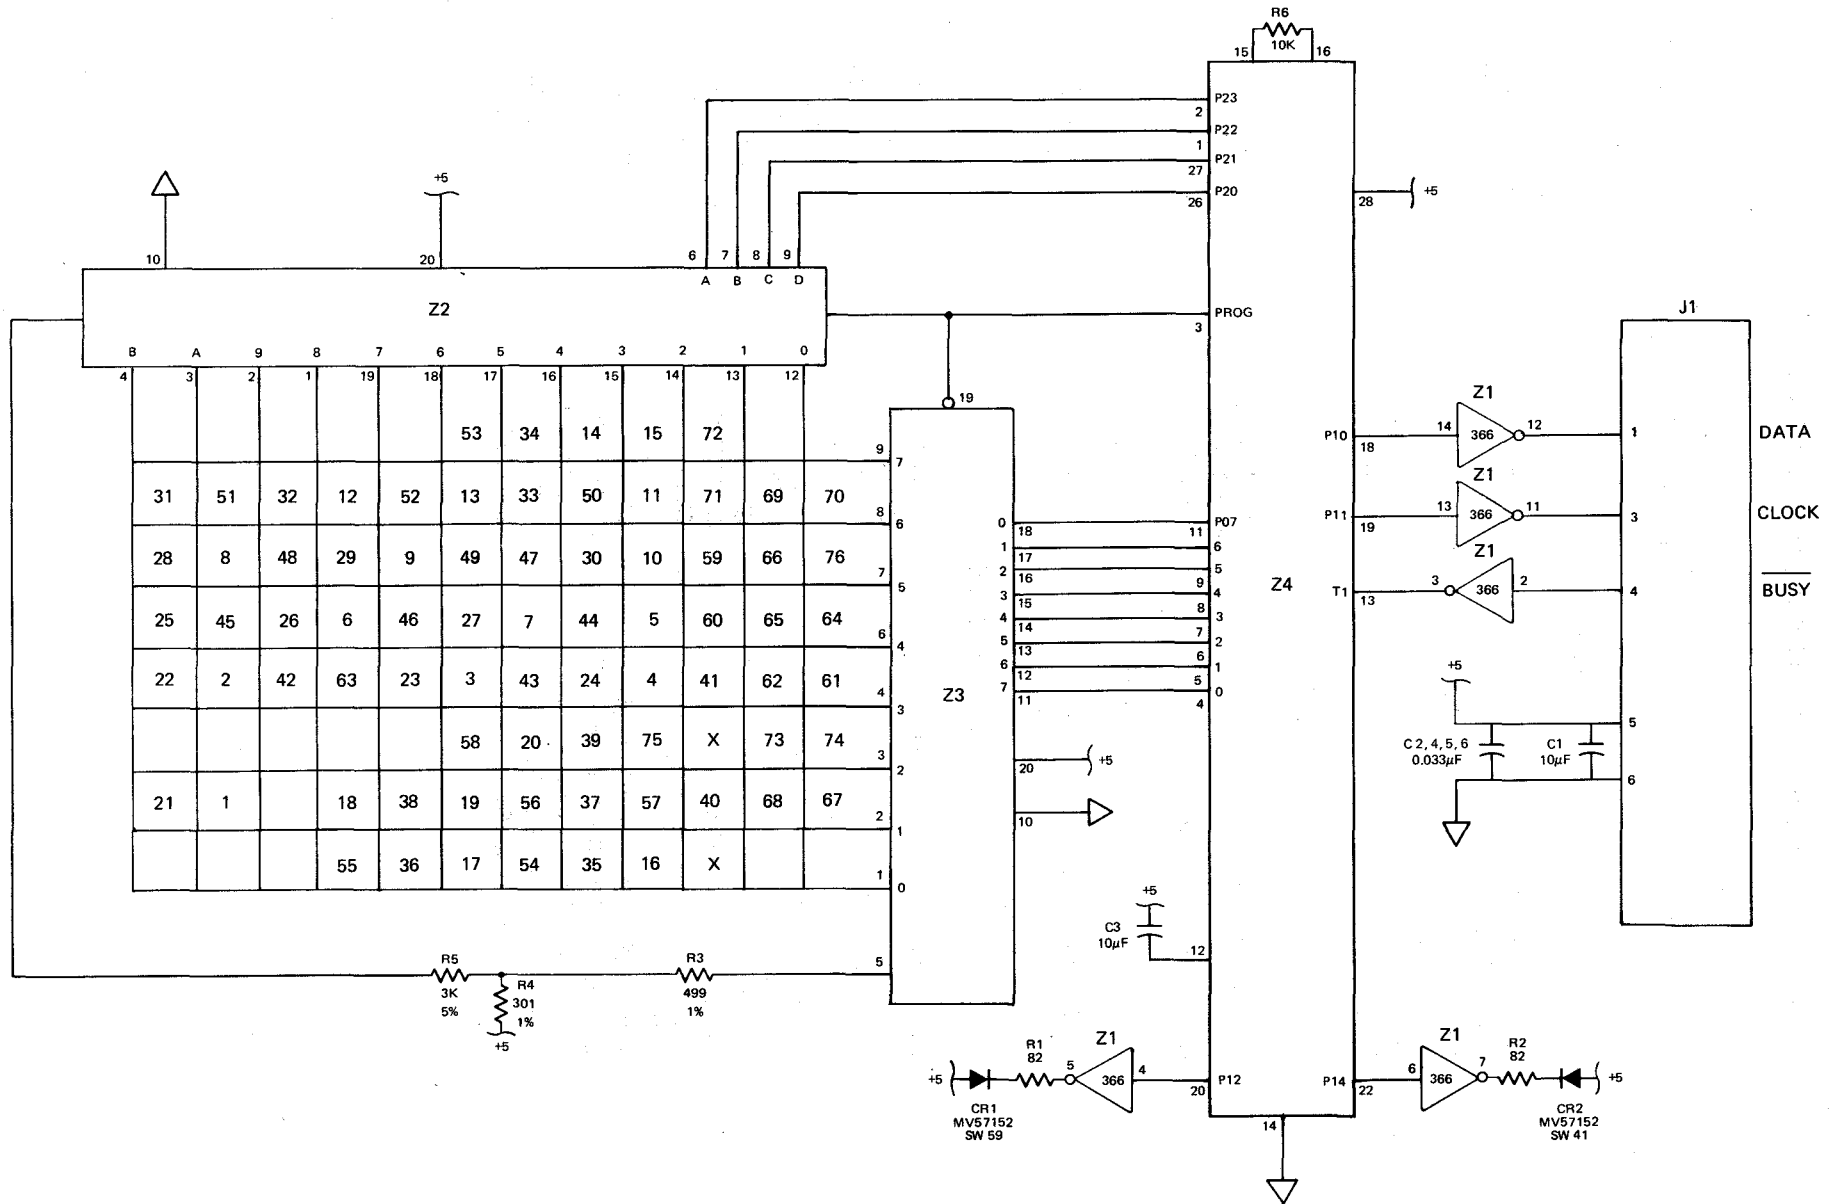 R6
15 10K 16
P23
2
P22
1
P21
27
P20
26
28 +5
+5
10 20 6 7 8 9
A B C D
Z2
PROG
3
J1
B A 9 8 7 6 5 4 3 2 1 0
4 3 2 1 19 18 17 16 15 14 13 12
19
53 34 14 15 72
9 7
31 51 32 12 52 13 33 50 11 71 69 70
8 6
28 8 48 29 9 49 47 30 10 59 66 76
7 5
25 45 26 6 46 27 7 44 5 60 65 64
6 4
22 2 42 63 23 3 43 24 4 41 62 61
4 3
58 20 39 75 X 73 74
3 2
21 1 18 38 19 56 37 57 40 68 67
2 1
55 36 17 54 35 16 X
1 0
5
Z3
0 18 P07 11
1 17 6
2 16 5 9
3 15 4 8
4 14 3 7
5 13 2 6
6 12 1 5
7 11 0 4
20 +5
10
Z4
Z1
P10 18 14 366 12 1 DATA
Z1
P11 19 13 366 11 3 CLOCK
Z1
T1 13 3 366 2 4 BUSY
+5
5
C 2, 4, 5, 6
0.033µF
C1
10µF
6
+5
C3
10µF
12
R5
3K
5%
R4
301
1%
+5
R3
499
1%
+5
CR1
MV57152
SW 59
R1
82
Z1
5 366 4
P12
20
P14
22
Z1
6 366 7
R2
82
+5
CR2
MV57152
SW 41
14